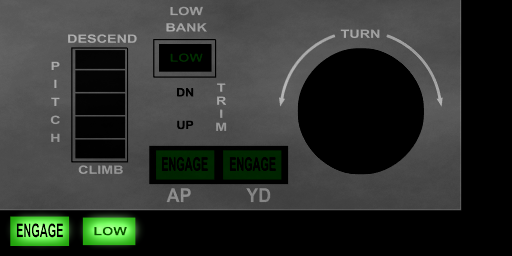 LOW
BANK
TURN
DESCEND
LOW
PITCH
DN
TRIM
UP
ENGAGE ENGAGE
CLIMB
AP YD
ENGAGE LOW